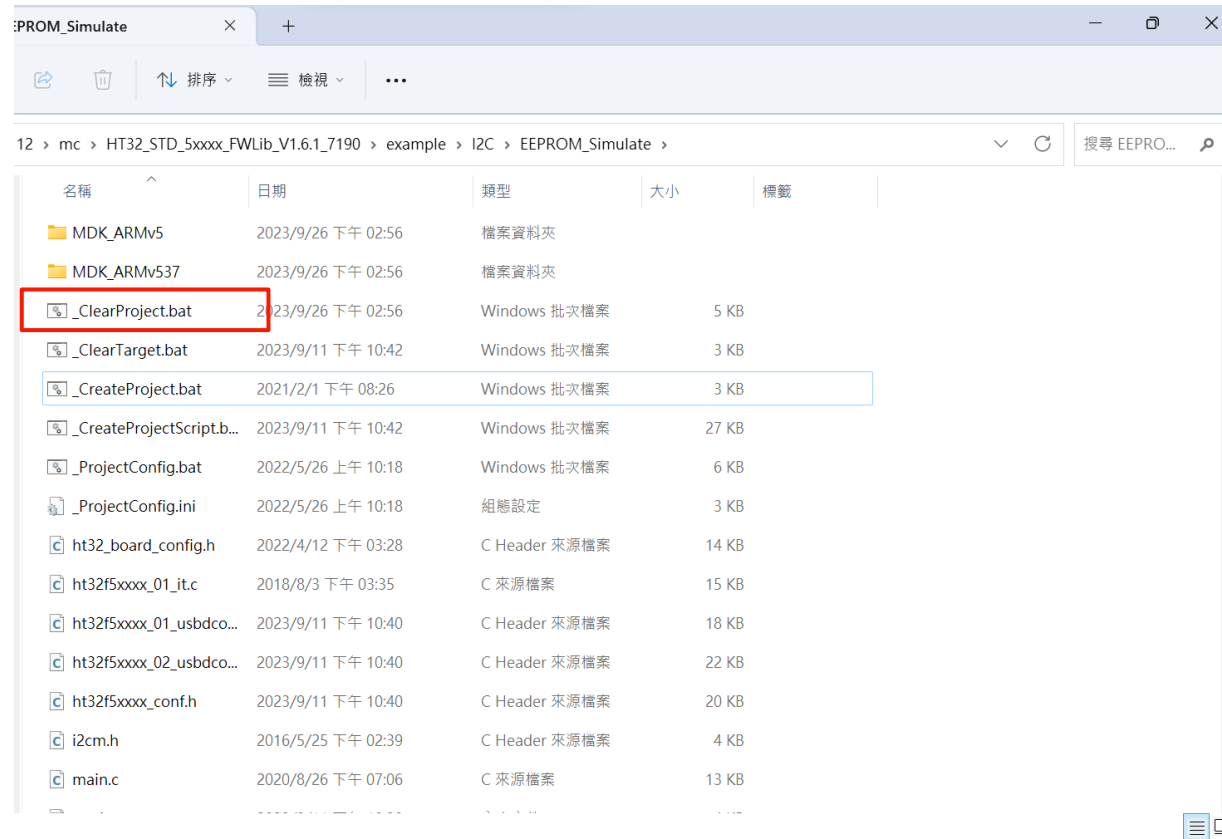 EPROM_Simulate
排序 檢視
12 > mc > HT32_STD_5xxxx_FWLib_V1.6.1_7190 > example > I2C > EEPROM_Simulate > 搜尋 EEPRO...
名稱 日期 類型 大小 標籤
MDK_ARMv5 2023/9/26 下午 02:56 檔案資料夾
MDK_ARMv537 2023/9/26 下午 02:56 檔案資料夾
_ClearProject.bat 2023/9/26 下午 02:56 Windows 批次檔案 5 KB
_ClearTarget.bat 2023/9/11 下午 10:42 Windows 批次檔案 3 KB
_CreateProject.bat 2021/2/1 下午 08:26 Windows 批次檔案 3 KB
_CreateProjectScript.b... 2023/9/11 下午 10:42 Windows 批次檔案 27 KB
_ProjectConfig.bat 2022/5/26 上午 10:18 Windows 批次檔案 6 KB
_ProjectConfig.ini 2022/5/26 上午 10:18 組態設定 3 KB
ht32_board_config.h 2022/4/12 下午 03:28 C Header 來源檔案 14 KB
ht32f5xxxx_01_it.c 2018/8/3 下午 03:35 C 來源檔案 15 KB
ht32f5xxxx_01_usbdco... 2023/9/11 下午 10:40 C Header 來源檔案 18 KB
ht32f5xxxx_02_usbdco... 2023/9/11 下午 10:40 C Header 來源檔案 22 KB
ht32f5xxxx_conf.h 2023/9/11 下午 10:40 C Header 來源檔案 20 KB
i2cm.h 2016/5/25 下午 02:39 C Header 來源檔案 4 KB
main.c 2020/8/26 下午 07:06 C 來源檔案 13 KB